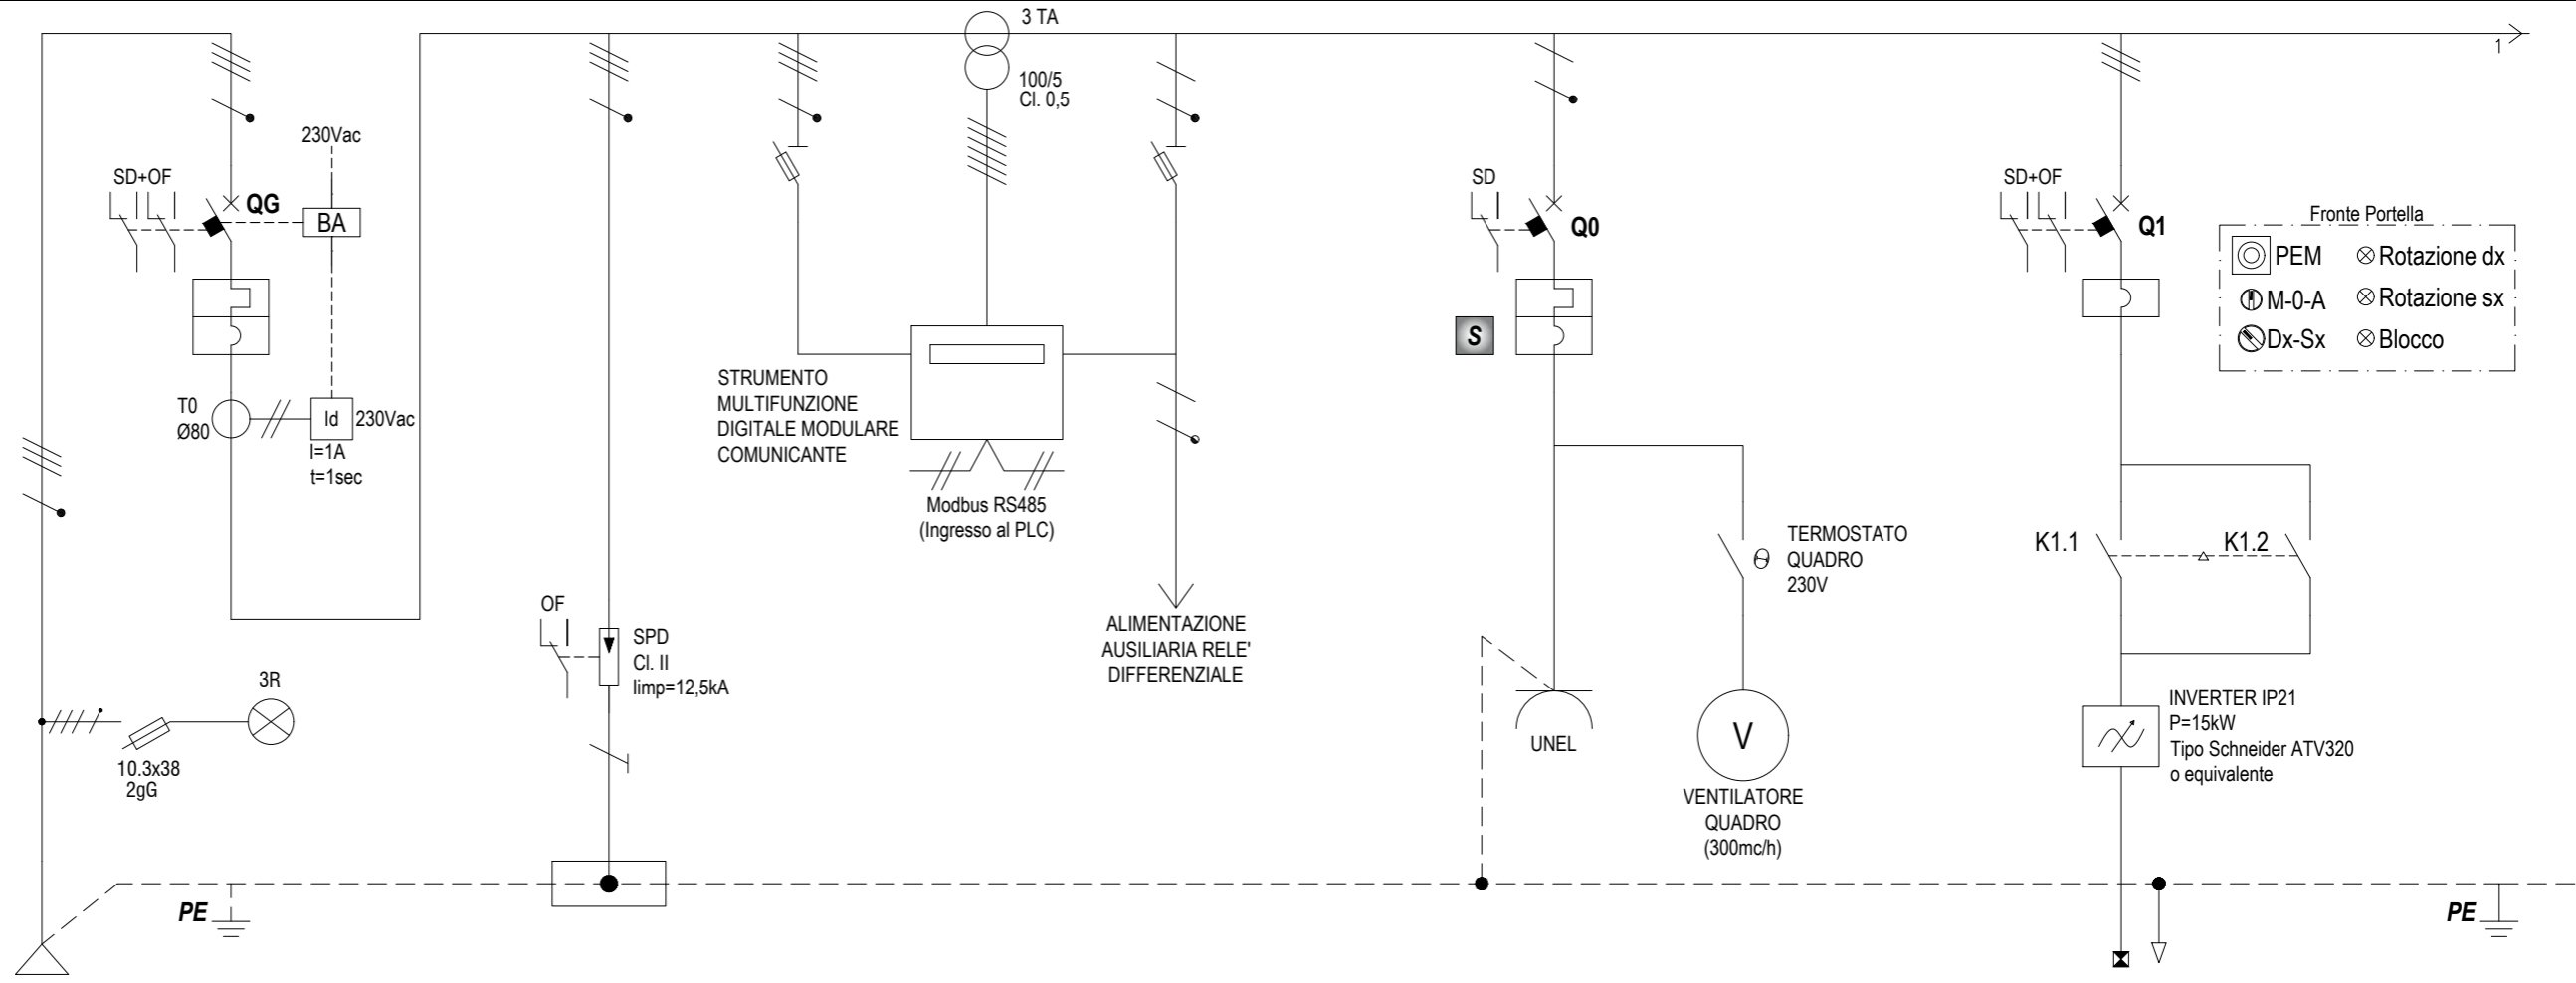 3 TA
100/5
Cl. 0,5
1
230Vac
SD+OF
QG
BA
T0
Ø80
Id
230Vac
I=1A
t=1sec
3R
10.3x38
2gG
PE
OF
SPD
Cl. II
Iimp=12,5kA
STRUMENTO
MULTIFUNZIONE
DIGITALE MODULARE
COMUNICANTE
Modbus RS485
(Ingresso al PLC)
ALIMENTAZIONE
AUSILIARIA RELE'
DIFFERENZIALE
SD
Q0
S
TERMOSTATO
QUADRO
230V
UNEL
V
VENTILATORE
QUADRO
(300mc/h)
SD+OF
Q1
Fronte Portella
PEM
Rotazione dx
M-0-A
Rotazione sx
Dx-Sx
Blocco
K1.1
K1.2
INVERTER IP21
P=15kW
Tipo Schneider ATV320
o equivalente
PE